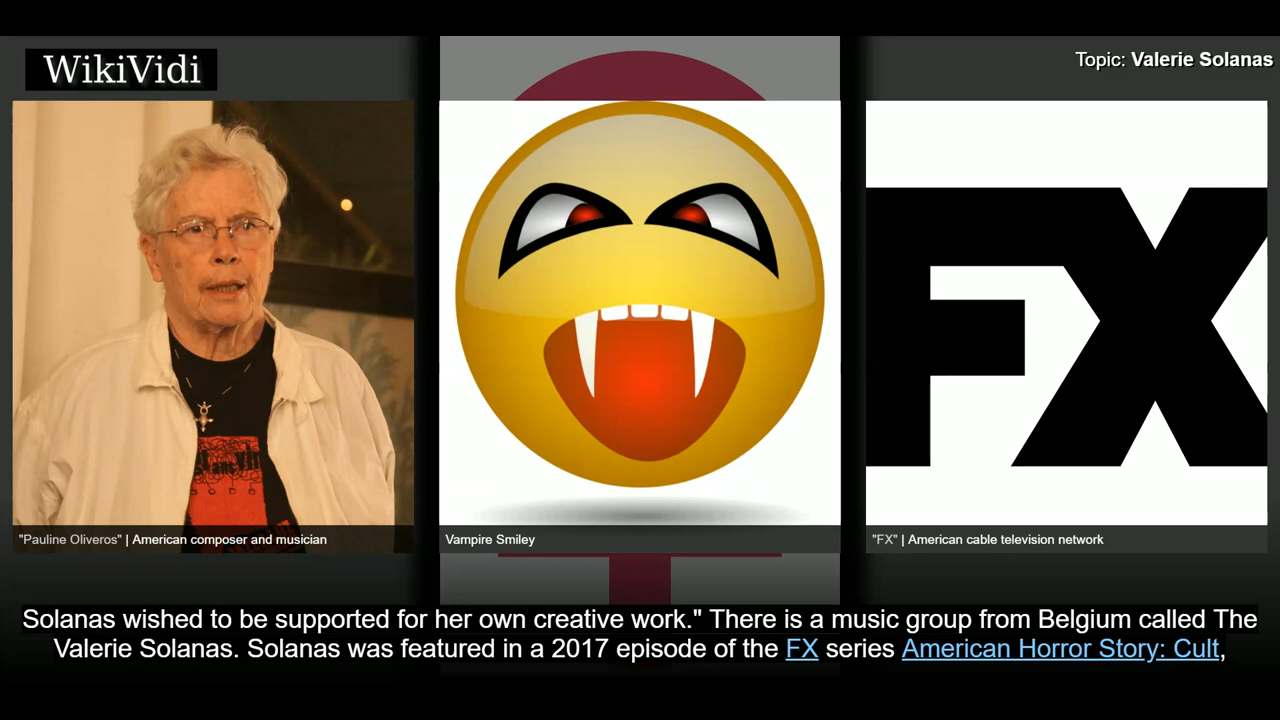 WikiVidi
Topic: Valerie Solanas
FX
"Pauline Oliveros" | American composer and musician
Vampire Smiley
"FX" | American cable television network
Solanas wished to be supported for her own creative work." There is a music group from Belgium called The
Valerie Solanas. Solanas was featured in a 2017 episode of the FX series American Horror Story: Cult,